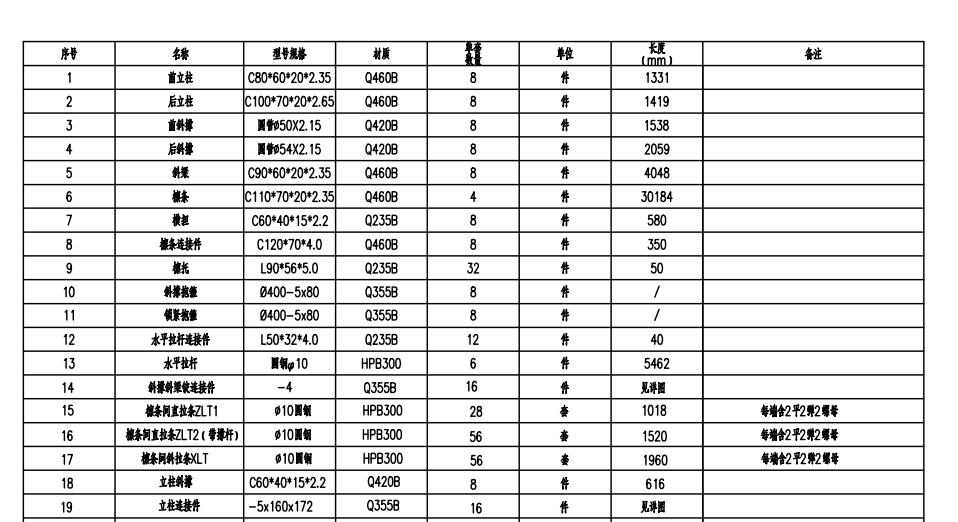 序号 名称 型号规格 材质 单套数量 单位 长度(mm) 备注
1 前立柱 C80*60*20*2.35 Q460B 8 件 1331
2 后立柱 C100*70*20*2.65 Q460B 8 件 1419
3 前斜撑 圆管Ø50X2.15 Q420B 8 件 1538
4 后斜撑 圆管Ø54X2.15 Q420B 8 件 2059
5 斜梁 C90*60*20*2.35 Q460B 8 件 4048
6 檩条 C110*70*20*2.35 Q460B 4 件 30184
7 横担 C60*40*15*2.2 Q235B 8 件 580
8 檩条连接件 C120*70*4.0 Q460B 8 件 350
9 檩托 L90*56*5.0 Q235B 32 件 50
10 斜撑抱箍 Ø400-5x80 Q355B 8 件 /
11 锁紧抱箍 Ø400-5x80 Q355B 8 件 /
12 水平拉杆连接件 L50*32*4.0 Q235B 12 件 40
13 水平拉杆 圆钢φ10 HPB300 6 件 5462
14 斜撑斜梁铰连接件 -4 Q355B 16 件 见详图
15 檩条间直拉条ZLT1 Ø10圆钢 HPB300 28 套 1018 每端含2平2弹2螺母
16 檩条间直拉条ZLT2(带撑杆) Ø10圆钢 HPB300 56 套 1520 每端含2平2弹2螺母
17 檩条间斜拉条XLT Ø10圆钢 HPB300 56 套 1960 每端含2平2弹2螺母
18 立柱斜撑 C60*40*15*2.2 Q420B 8 件 616
19 立柱连接件 -5x160x172 Q355B 16 件 见详图